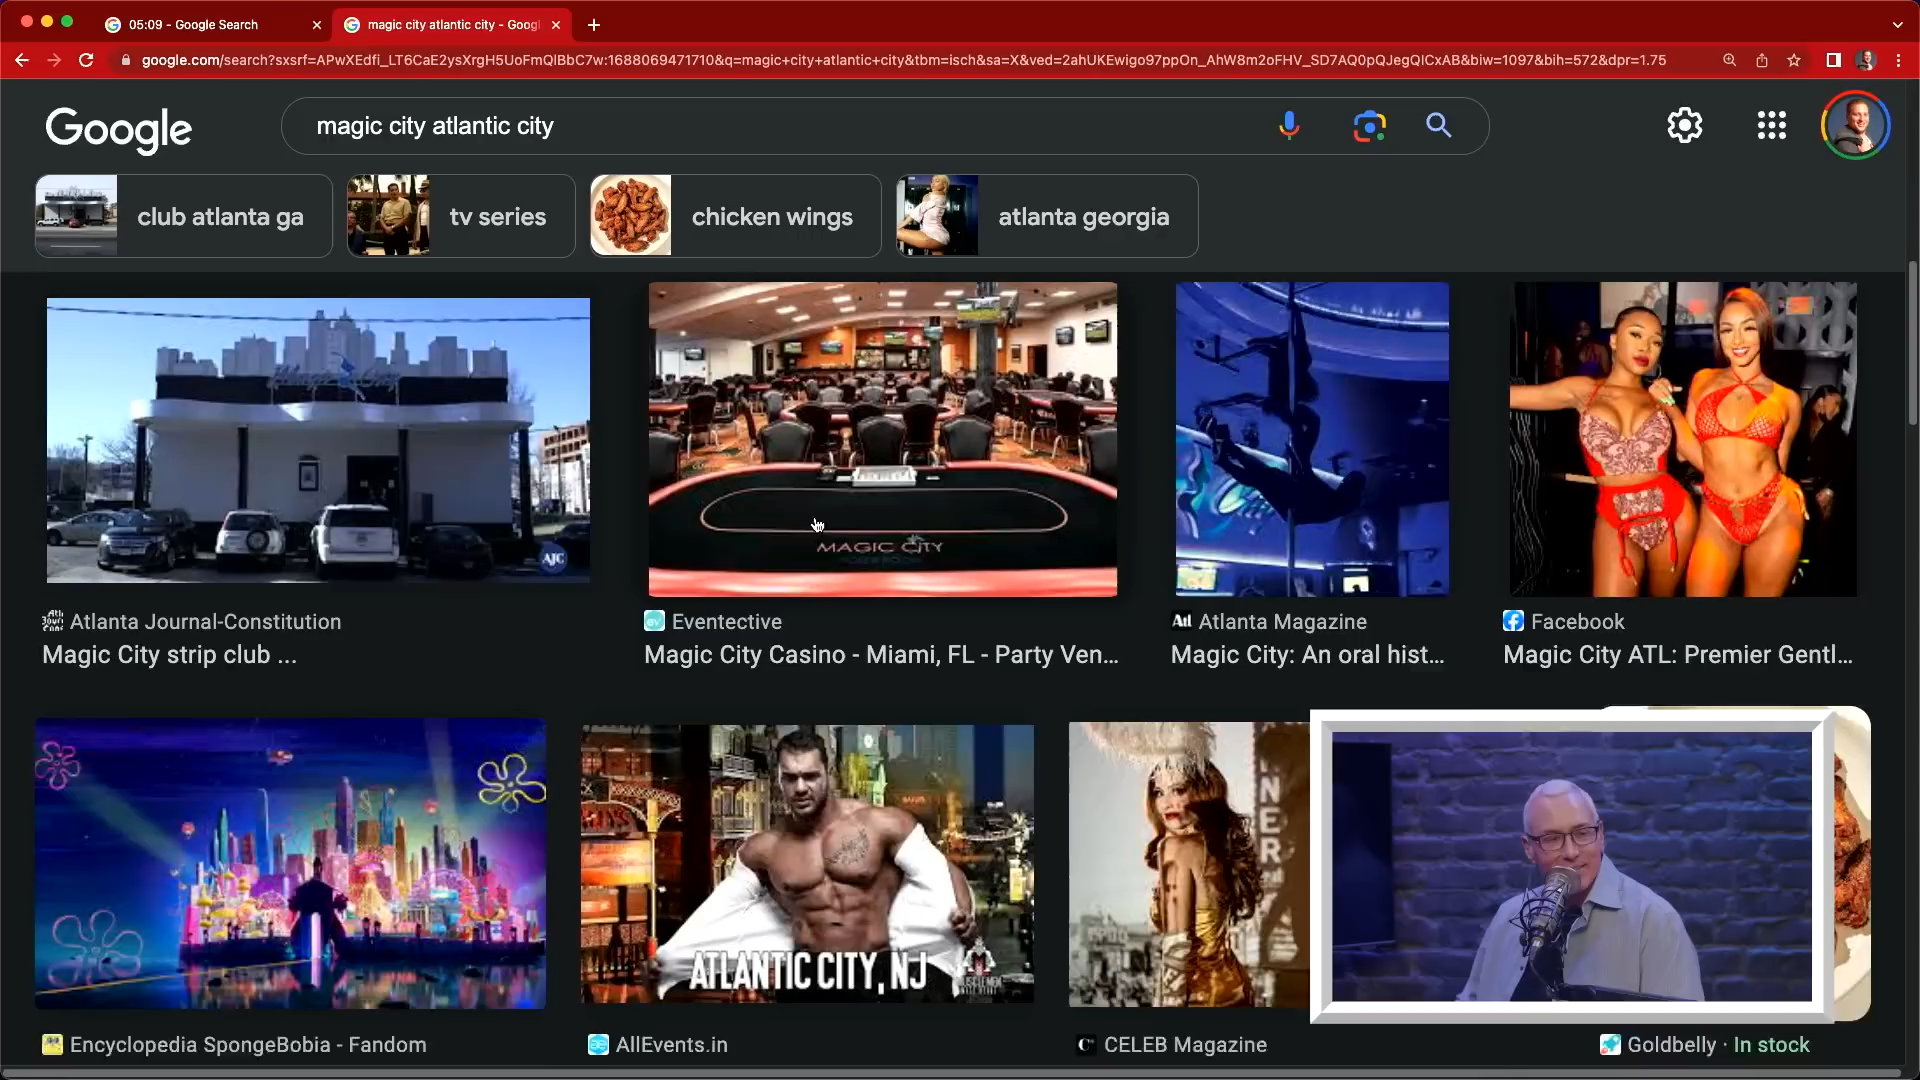 05:09 - Google Search
magic city atlantic city - Goog
google.com/search?sxsrf=APwXEdfi_LT6CaE2ysXrgH5UoFmQlBbC7w:1688069471710&q=magic+city+atlantic+city&tbm=isch&sa=X&ved=2ahUKEwigo97ppOn_AhW8m2oFHV_SD7AQ0pQJegQICxAB&biw=1097&bih=572&dpr=1.75
Google
magic city atlantic city
club atlanta ga
tv series
chicken wings
atlanta georgia
AJC
MAGIC CITY
Atlanta Journal-Constitution
Magic City strip club ...
Eventective
Magic City Casino - Miami, FL - Party Ven...
Atl
Atlanta Magazine
Magic City: An oral hist...
Facebook
Magic City ATL: Premier Gentl...
ATLANTIC CITY, NJ
Encyclopedia SpongeBobia - Fandom
AllEvents.in
CELEB Magazine
Goldbelly · In stock